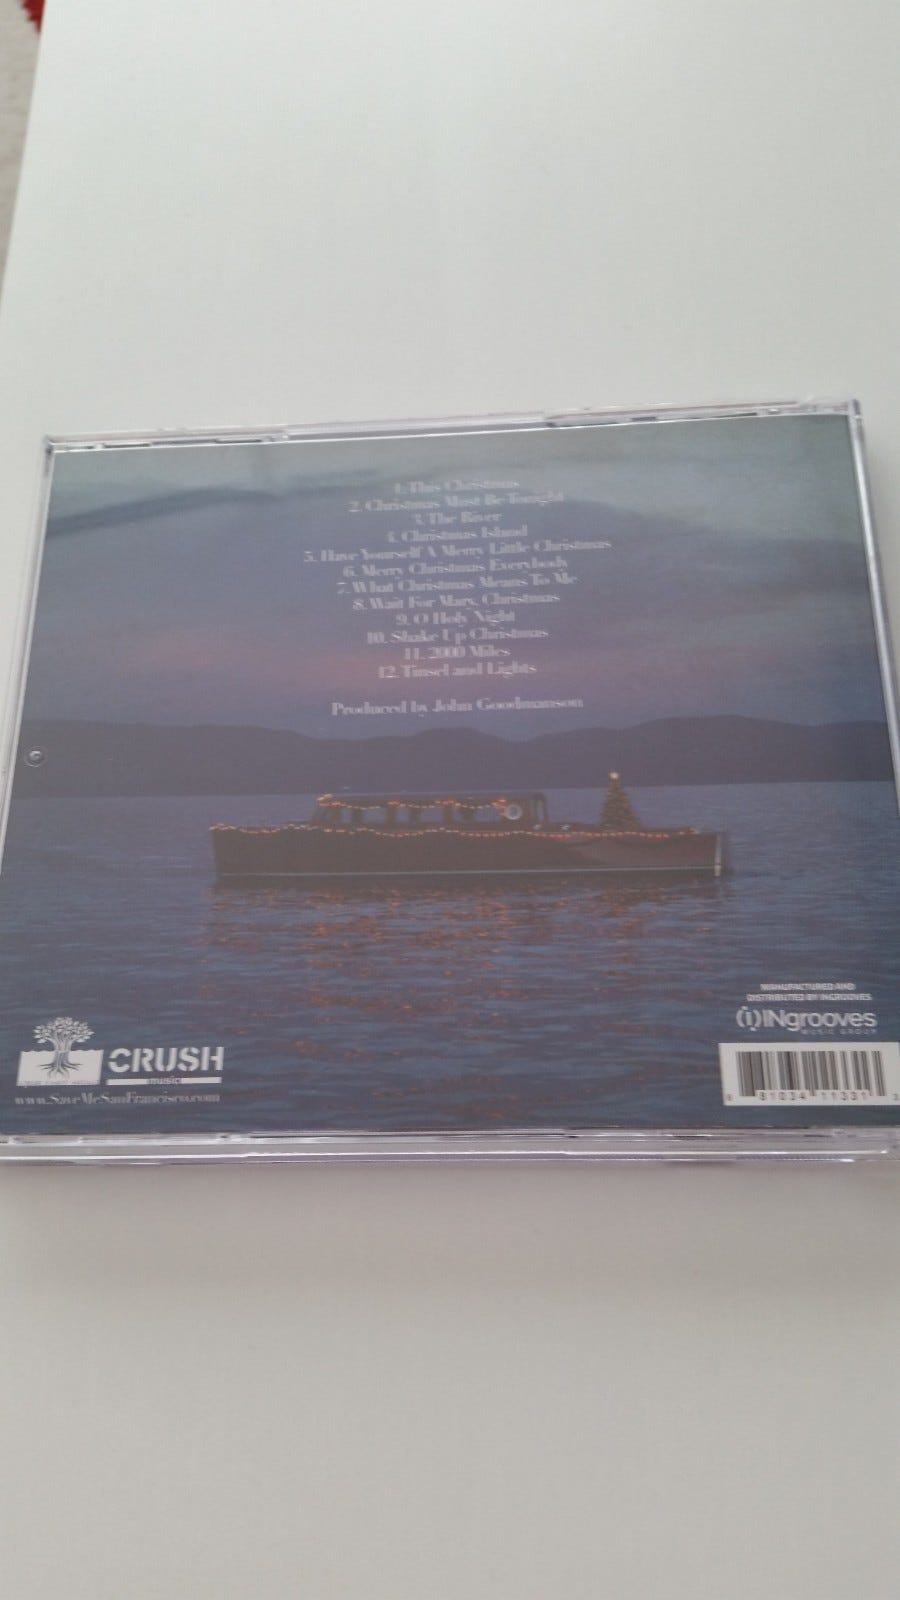 1. This Christmas
2. Christmas Must Be Tonight
3. The River
4. Christmas Island
5. Have Yourself A Merry Little Christmas
6. Merry Christmas Everybody
7. What Christmas Means To Me
8. Wait For Mary, Christmas
9. O Holy Night
10. Shake Up Christmas
11. 2000 Miles
12. Tinsel and Lights
Produced by John Goodmanson
MANUFACTURED AND
DISTRIBUTED BY INGROOVES
INgrooves
MUSIC GROUP
CRUSH
music
www.SaveMeSanFrancisco.com
81034 11331